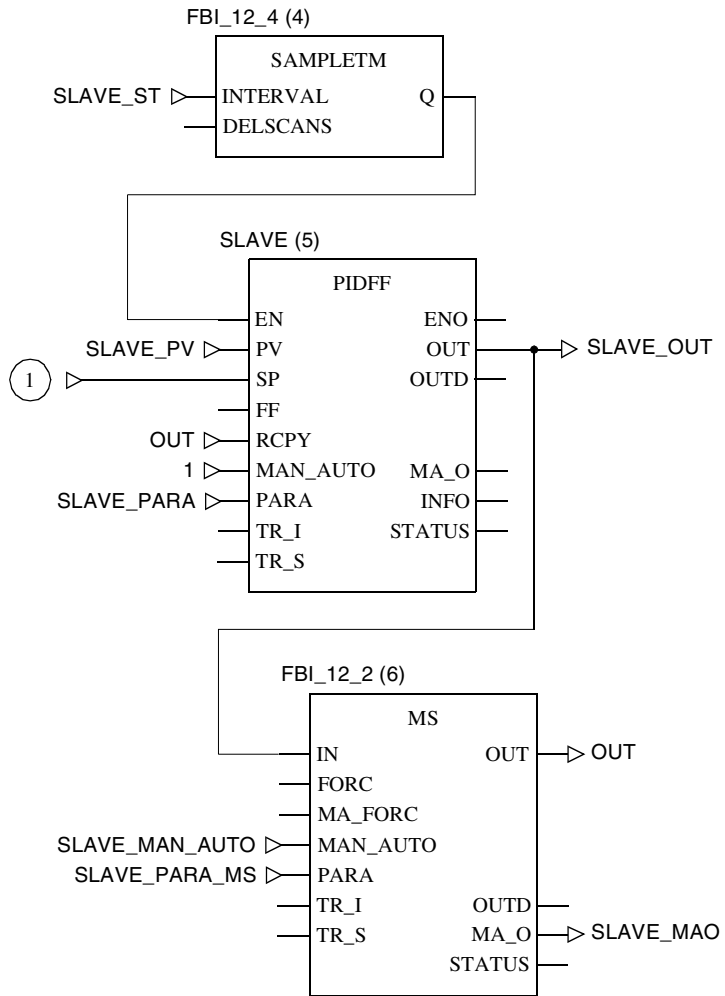 FBI_12_4 (4)
SAMPLETM
SLAVE_ST INTERVAL Q
DELSCANS
SLAVE (5)
PIDFF
EN ENO
SLAVE_PV PV OUT SLAVE_OUT
1 SP OUTD
FF
OUT RCPY
1 MAN_AUTO MA_O
SLAVE_PARA PARA INFO
TR_I STATUS
TR_S
FBI_12_2 (6)
MS
IN OUT OUT
FORC
MA_FORC
SLAVE_MAN_AUTO MAN_AUTO
SLAVE_PARA_MS PARA
TR_I OUTD
TR_S MA_O SLAVE_MAO
STATUS